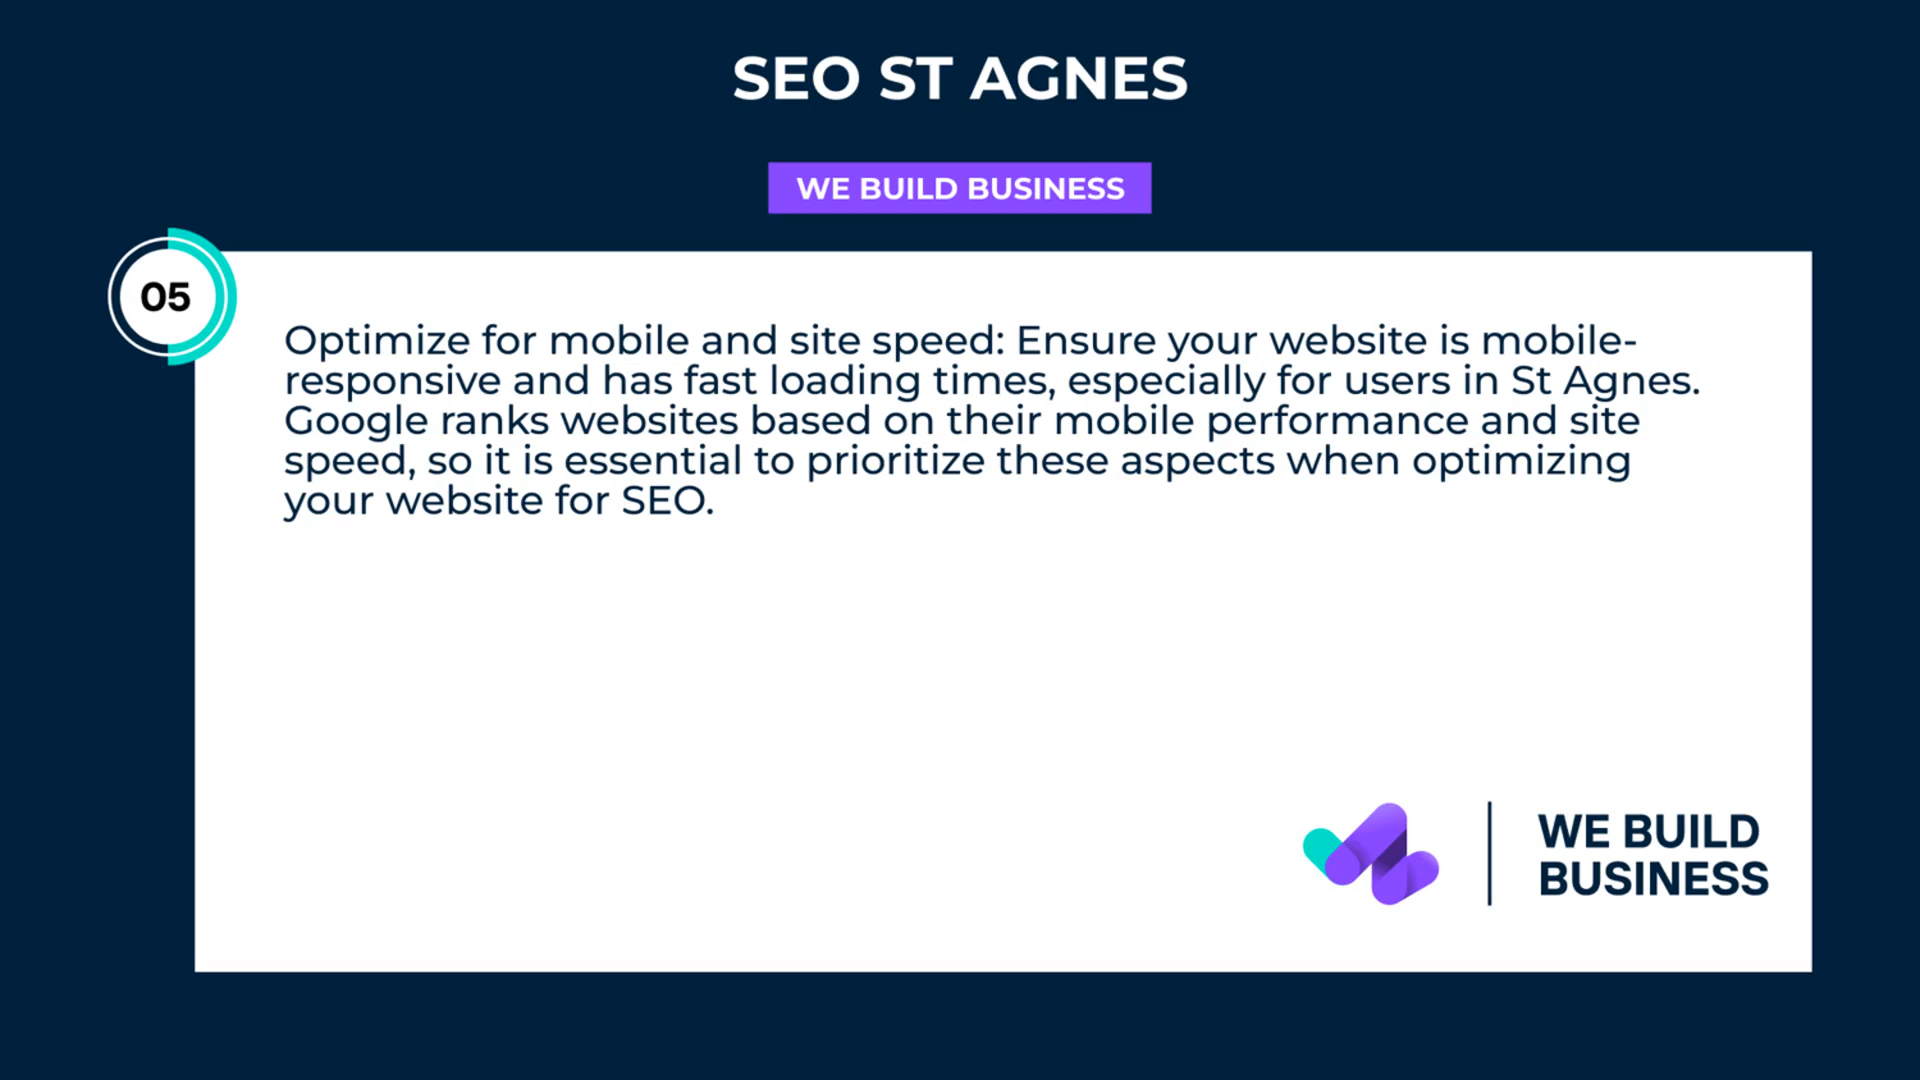 SEO ST AGNES
WE BUILD BUSINESS
05
Optimize for mobile and site speed: Ensure your website is mobile-
responsive and has fast loading times, especially for users in St Agnes.
Google ranks websites based on their mobile performance and site
speed, so it is essential to prioritize these aspects when optimizing
your website for SEO.
WE BUILD
BUSINESS